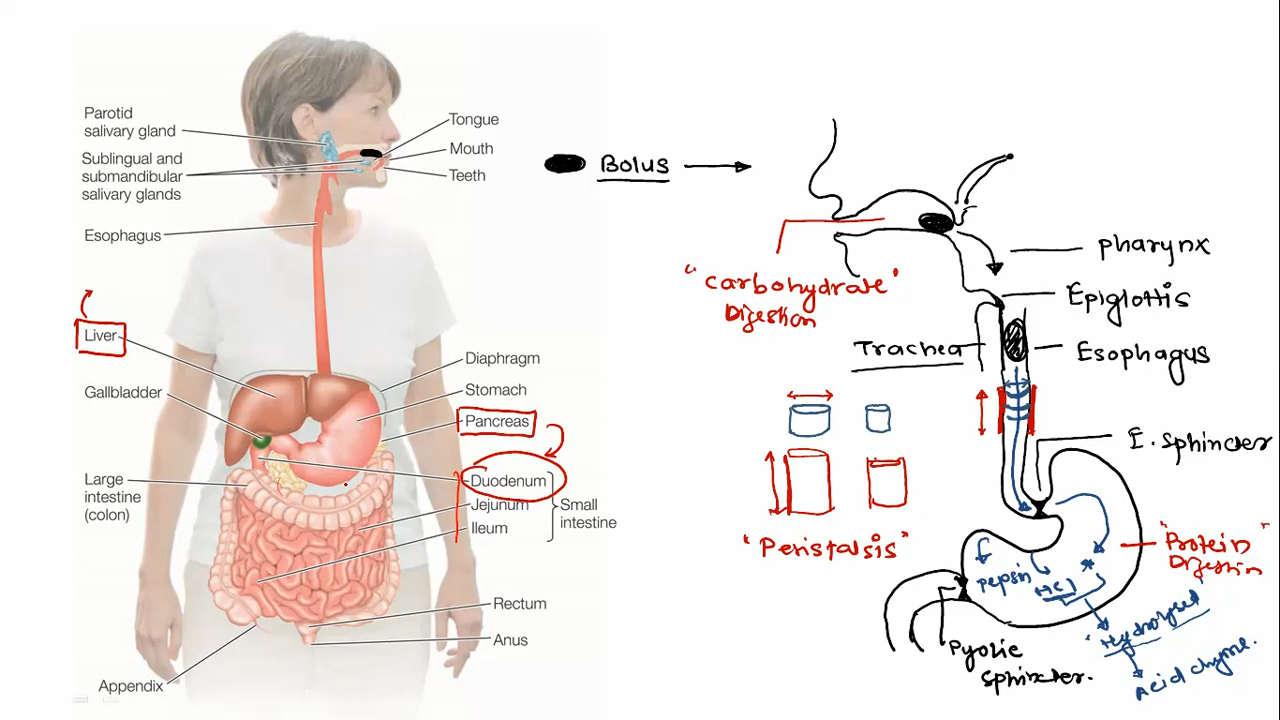 Parotid
salivary gland
Sublingual and
submandibular
salivary glands
Esophagus
Liver
Gallbladder
Large
intestine
(colon)
Appendix
Tongue
Mouth
Teeth
Diaphragm
Stomach
Pancreas
Duodenum
Jejunum
Ileum
Small
intestine
Rectum
Anus
Bolus
pharynx
Epiglottis
Esophagus
Trachea
E. sphincter
"Carbohydrate"
Digestion
"Peristalsis"
"Protein"
Digestion
pepsin
HCl
*
"Hydrolysed"
Acid chyme.
Pyolic
sphincter.